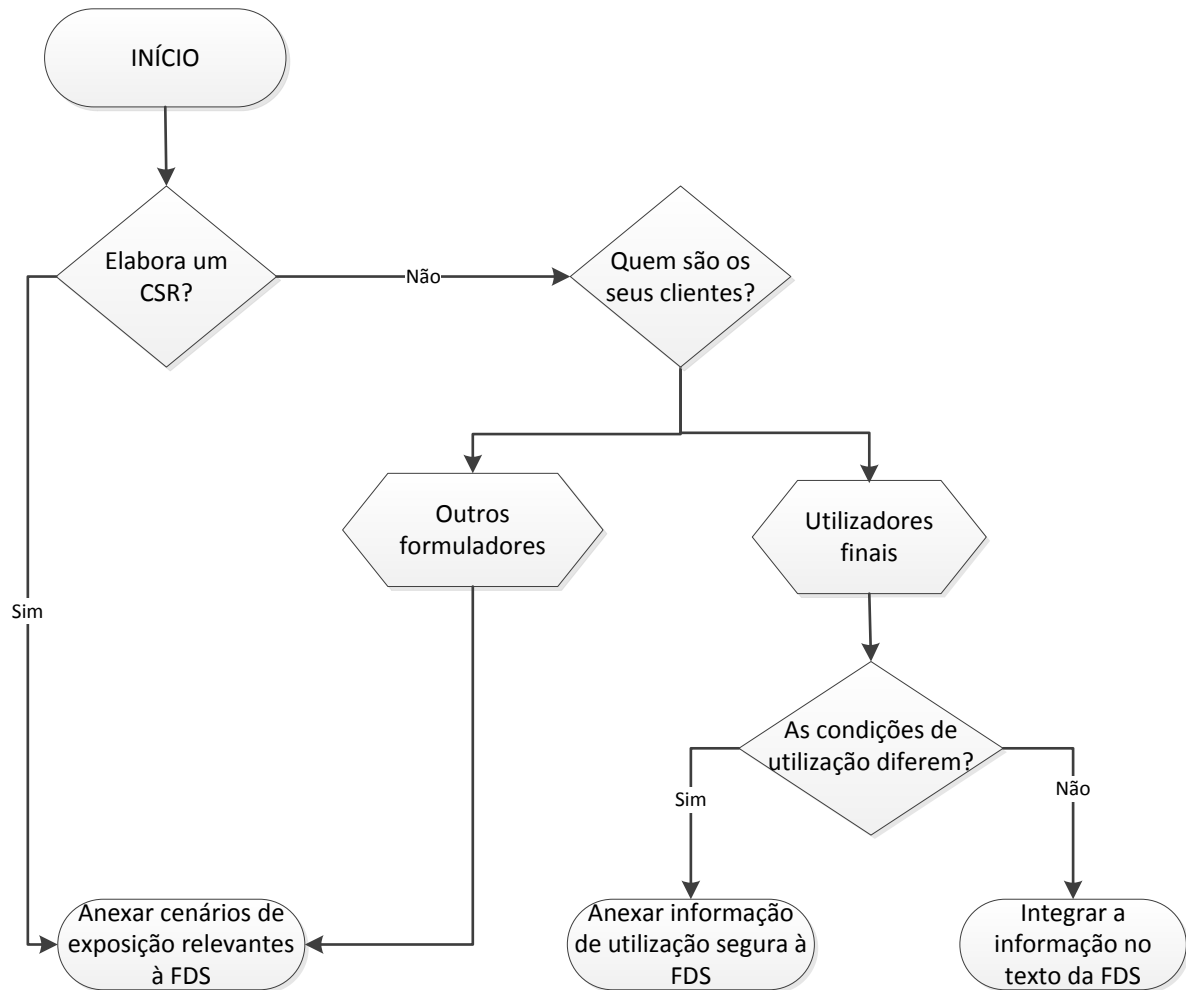 INÍCIO
Elabora um
CSR?
Não
Quem são os
seus clientes?
Outros
formuladores
Utilizadores
finais
Sim
As condições de
utilização diferem?
Sim
Não
Anexar cenários de
exposição relevantes
à FDS
Anexar informação
de utilização segura à
FDS
Integrar a
informação no
texto da FDS